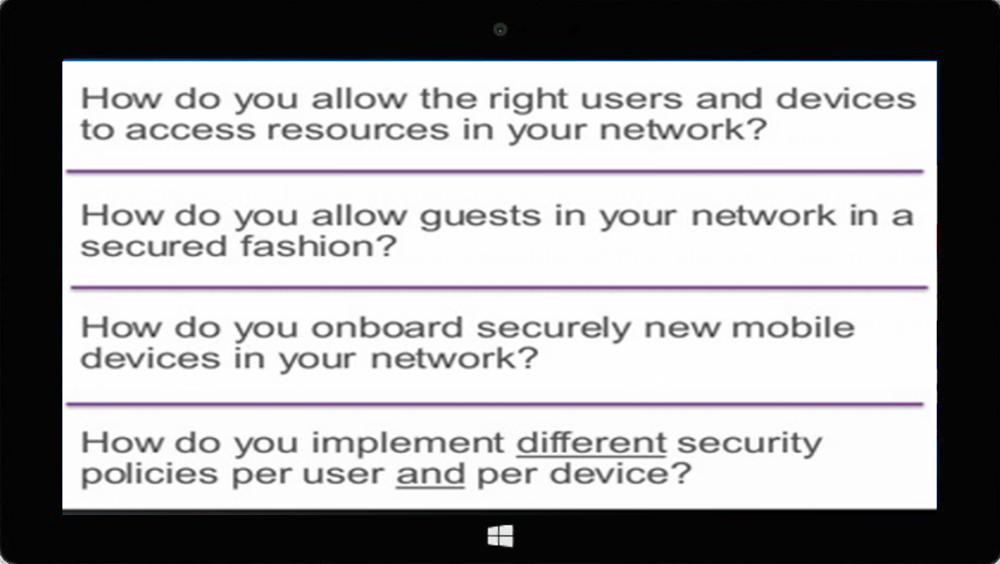 How do you allow the right users and devices
to access resources in your network?
How do you allow guests in your network in a
secured fashion?
How do you onboard securely new mobile
devices in your network?
How do you implement different security
policies per user and per device?